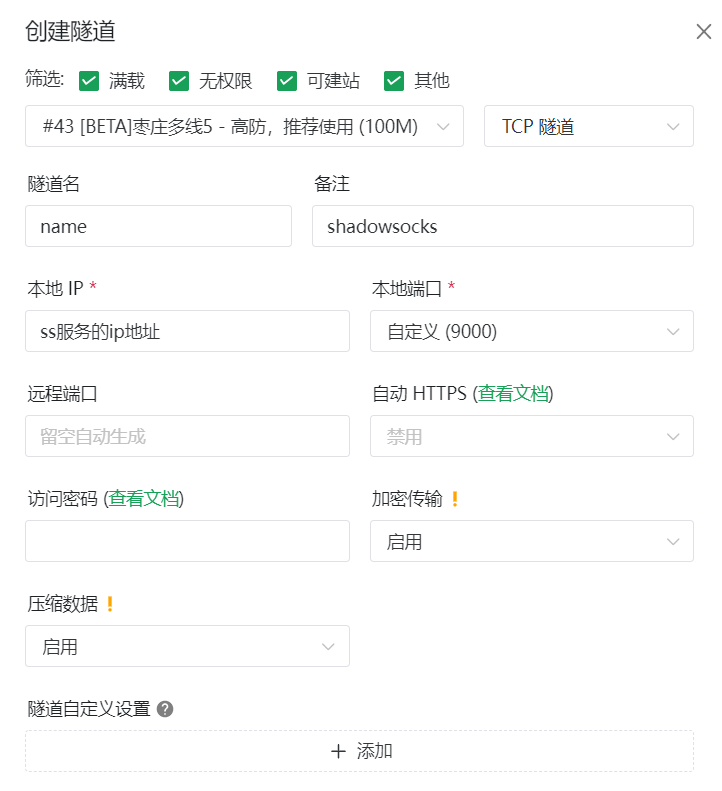 创建隧道
筛选: 满载 无权限 可建站 其他
#43 [BETA]枣庄多线5 - 高防，推荐使用 (100M) TCP 隧道
隧道名 备注
name shadowsocks
本地 IP * 本地端口 *
ss服务的ip地址 自定义 (9000)
远程端口 自动 HTTPS (查看文档)
留空自动生成 禁用
访问密码 (查看文档) 加密传输 !
启用
压缩数据 !
启用
隧道自定义设置 ?
+ 添加